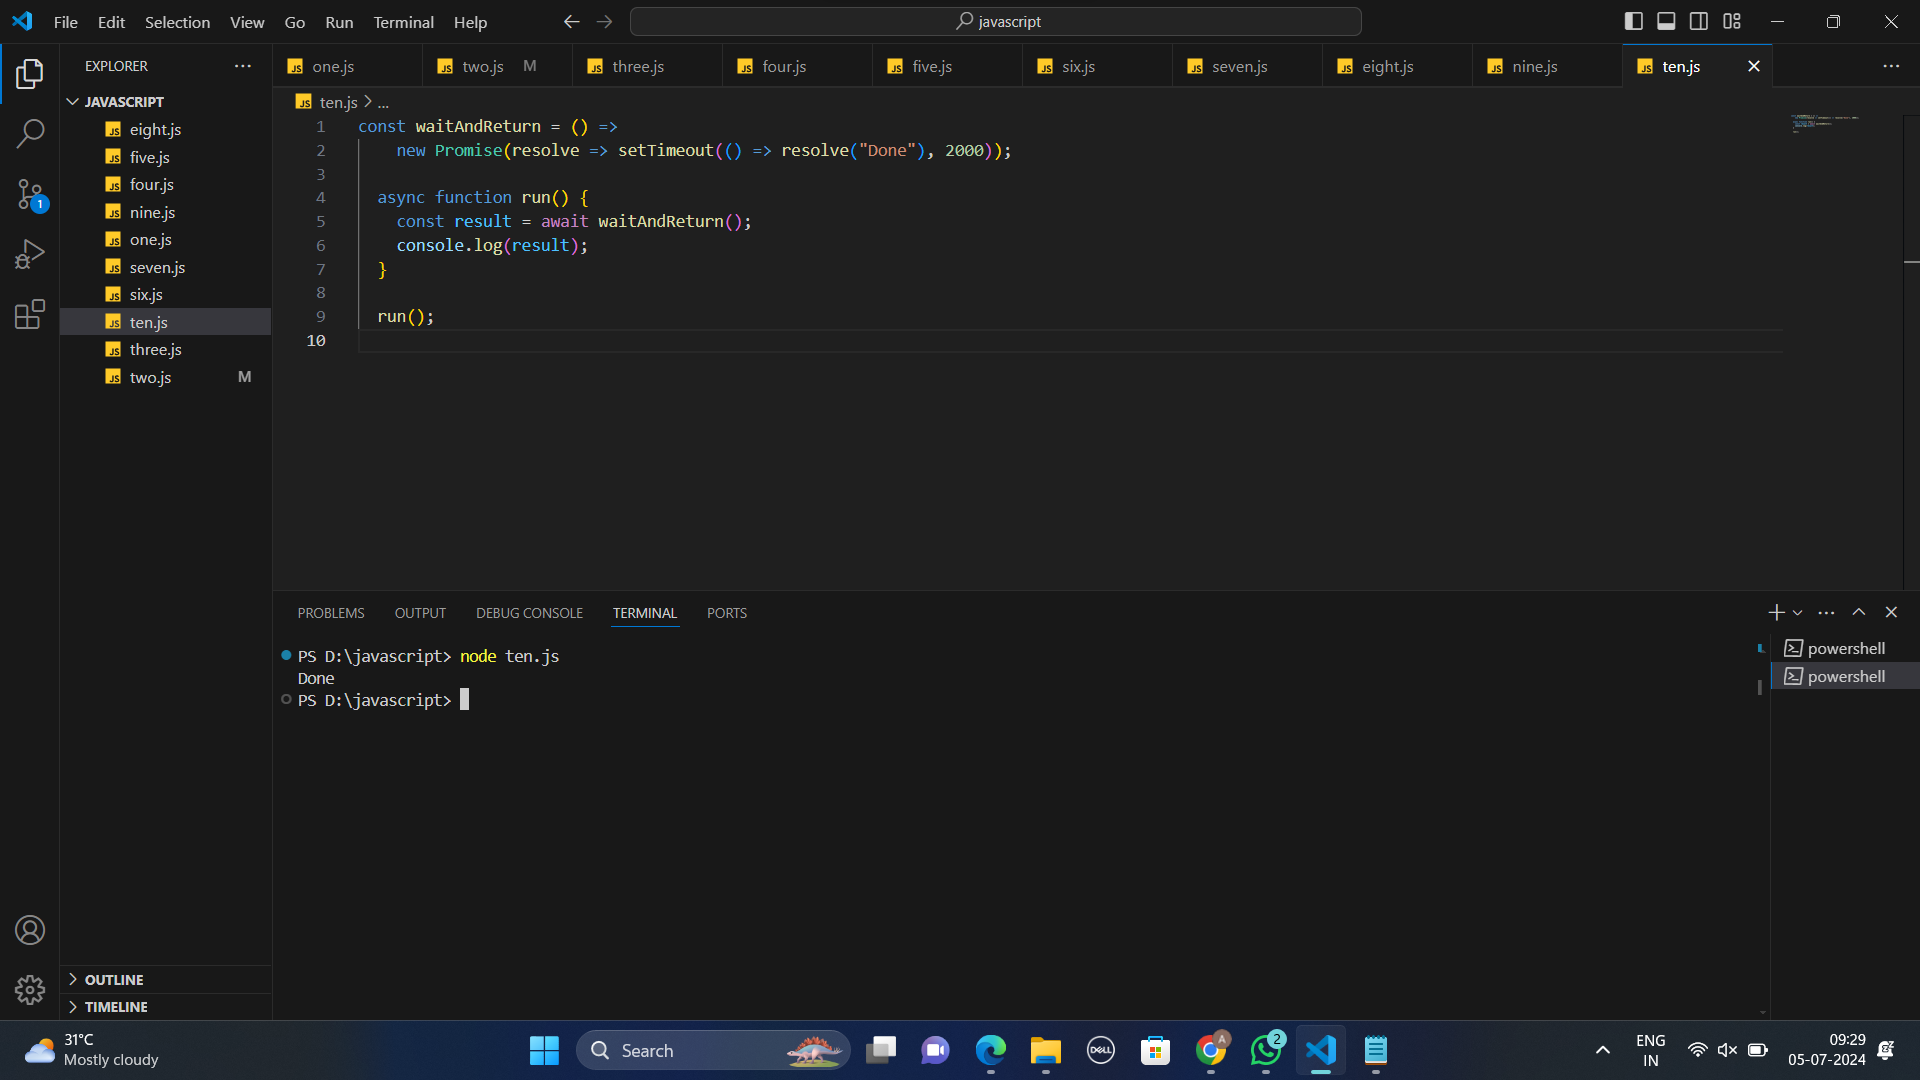 File Edit Selection View Go Run Terminal Help
javascript
EXPLORER
one.js
two.js M
three.js
four.js
five.js
six.js
seven.js
eight.js
nine.js
ten.js
JAVASCRIPT
eight.js
five.js
four.js
nine.js
one.js
seven.js
six.js
ten.js
three.js
two.js M
1
OUTLINE
TIMELINE
ten.js > ...
1 const waitAndReturn = () =>
2 new Promise(resolve => setTimeout(() => resolve("Done"), 2000));
3
4 async function run() {
5 const result = await waitAndReturn();
6 console.log(result);
7 }
8
9 run();
10
PROBLEMS OUTPUT DEBUG CONSOLE TERMINAL PORTS
PS D:\javascript> node ten.js
Done
PS D:\javascript>
powershell
powershell
31°C
Mostly cloudy
Search
DELL
A
2
ENG
IN
09:29
05-07-2024